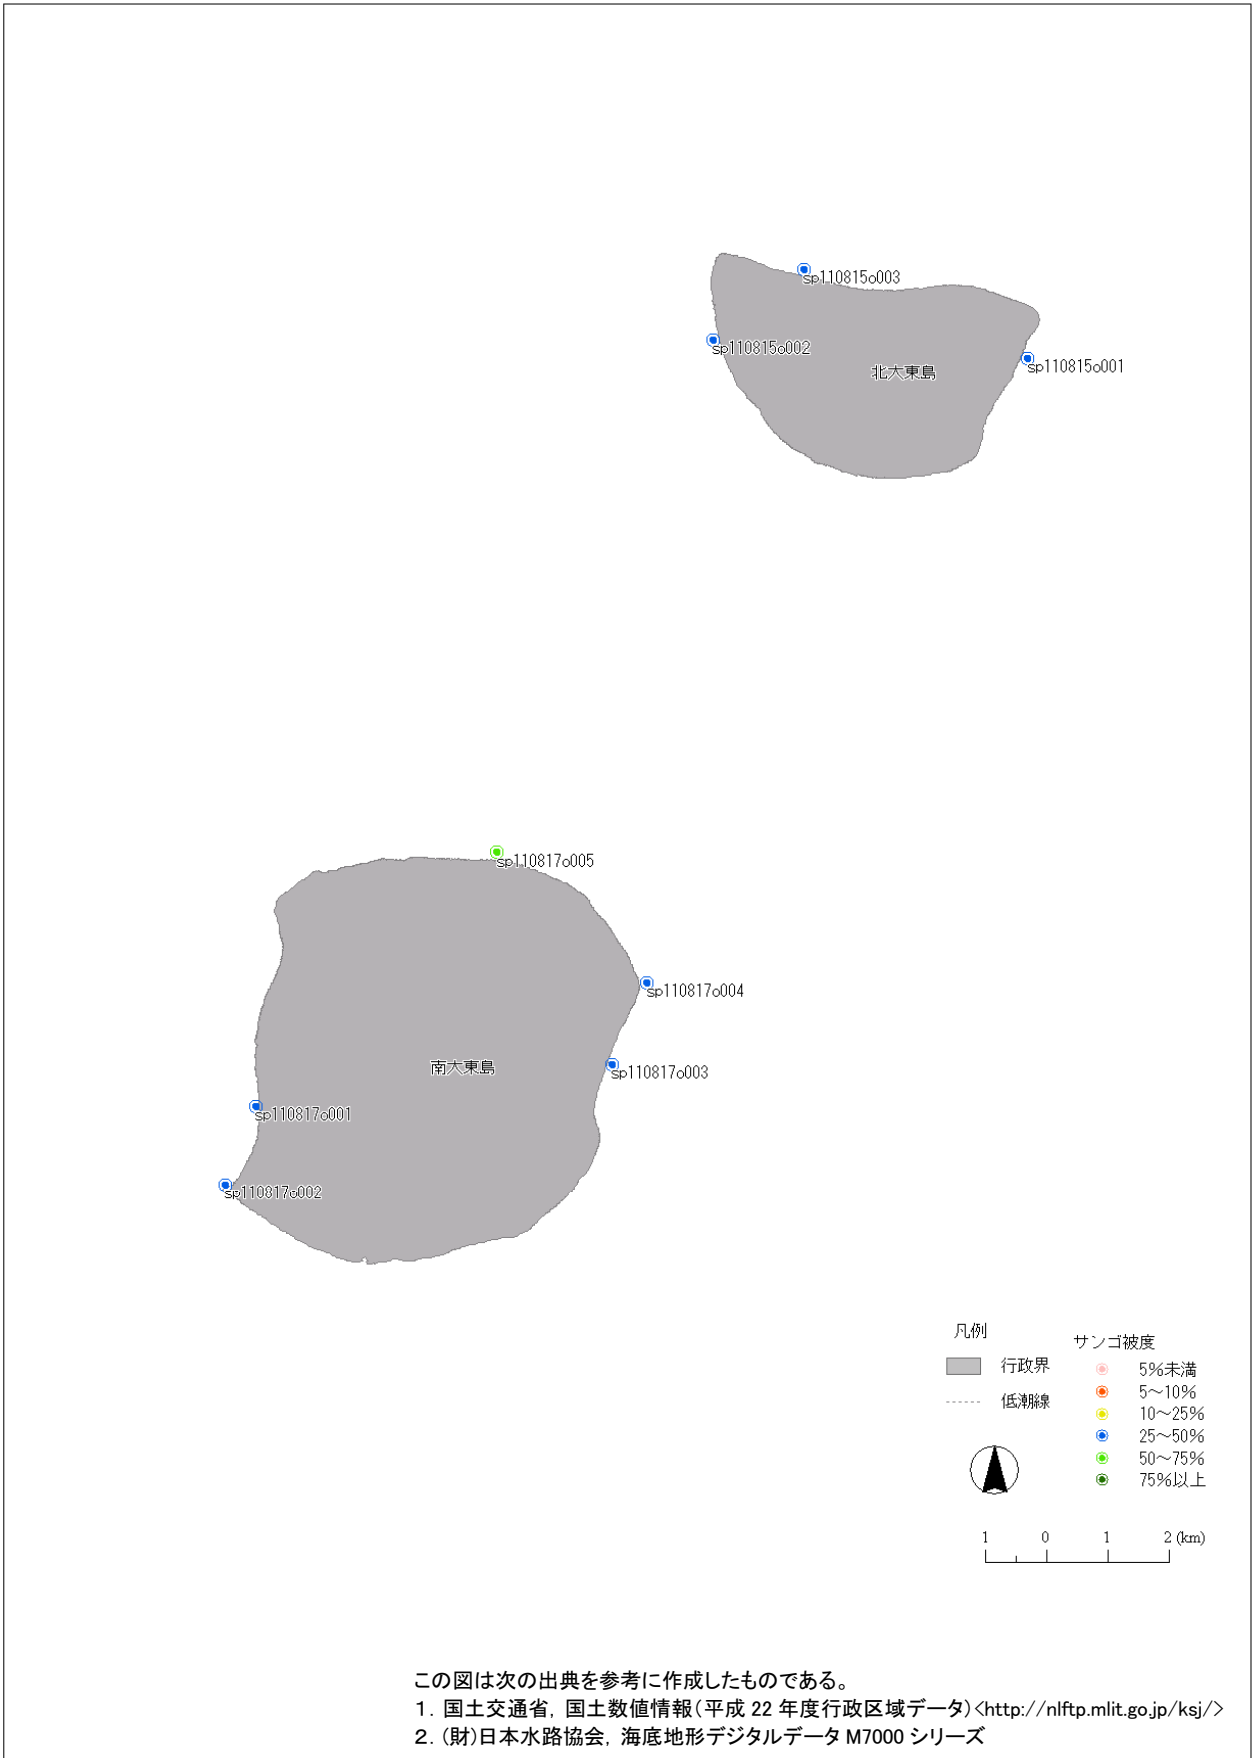 sp110815o003
sp110815o002
sp110815o001
北大東島
sp110817o005
sp110817o004
南大東島
sp110817o003
sp110817o001
sp110817o002
凡例
行政界
低潮線
サンゴ被度
5%未満
5～10%
10～25%
25～50%
50～75%
75%以上
1 0 1 2 (km)
この図は次の出典を参考に作成したものである。
1. 国土交通省, 国土数値情報(平成 22 年度行政区域データ)<http://nlftp.mlit.go.jp/ksj/>
2. (財)日本水路協会, 海底地形デジタルデータ M7000 シリーズ